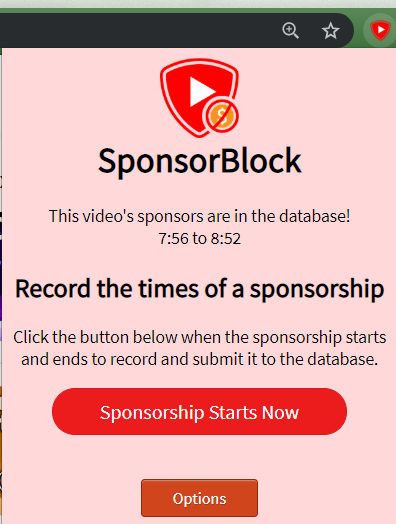 SponsorBlock
This video's sponsors are in the database!
7:56 to 8:52
Record the times of a sponsorship
Click the button below when the sponsorship starts
and ends to record and submit it to the database.
Sponsorship Starts Now
Options